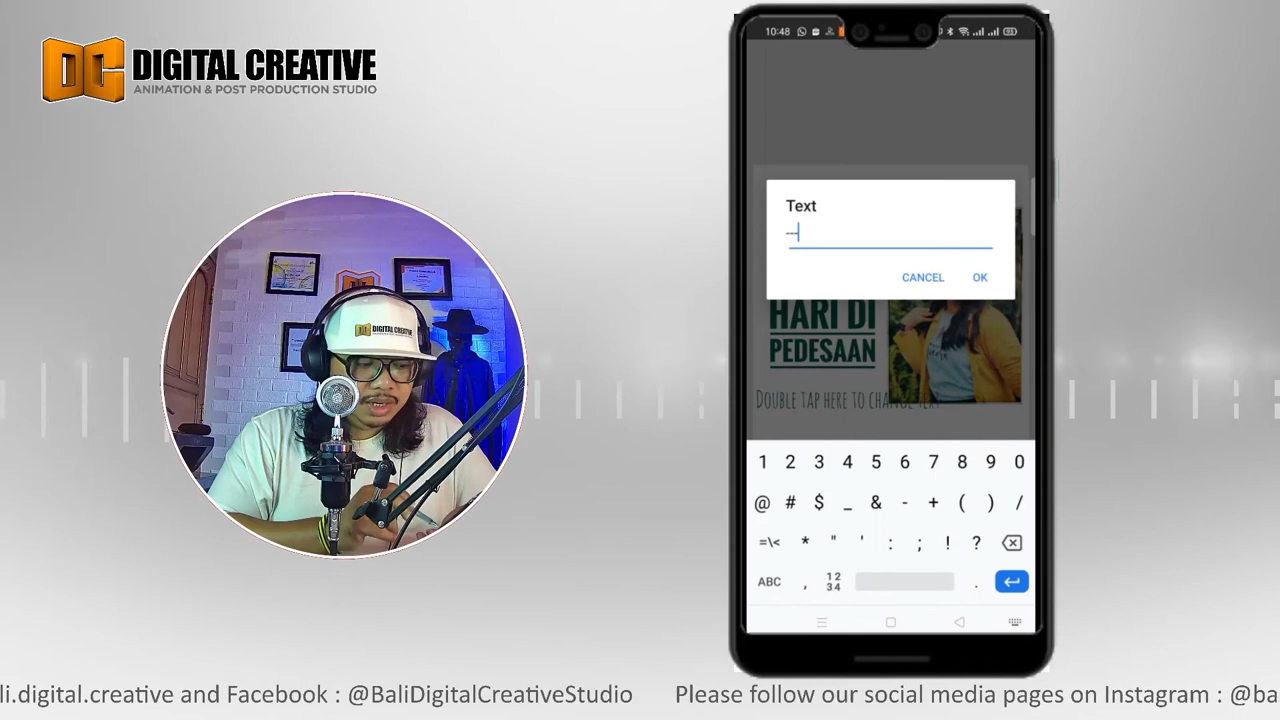 DIGITAL CREATIVE
ANIMATION & POST PRODUCTION STUDIO
DIGITAL CREATIVE
10:48
Text
---
CANCEL OK
HARI DI
PEDESAAN
DOUBLE TAP HERE TO CHANGE TEXT
1 2 3 4 5 6 7 8 9 0
@ # $ _ & - + ( ) /
=\< * " ' : ; ! ?
ABC , 12 34 .
li.digital.creative and Facebook : @BaliDigitalCreativeStudio Please follow our social media pages on Instagram : @ba